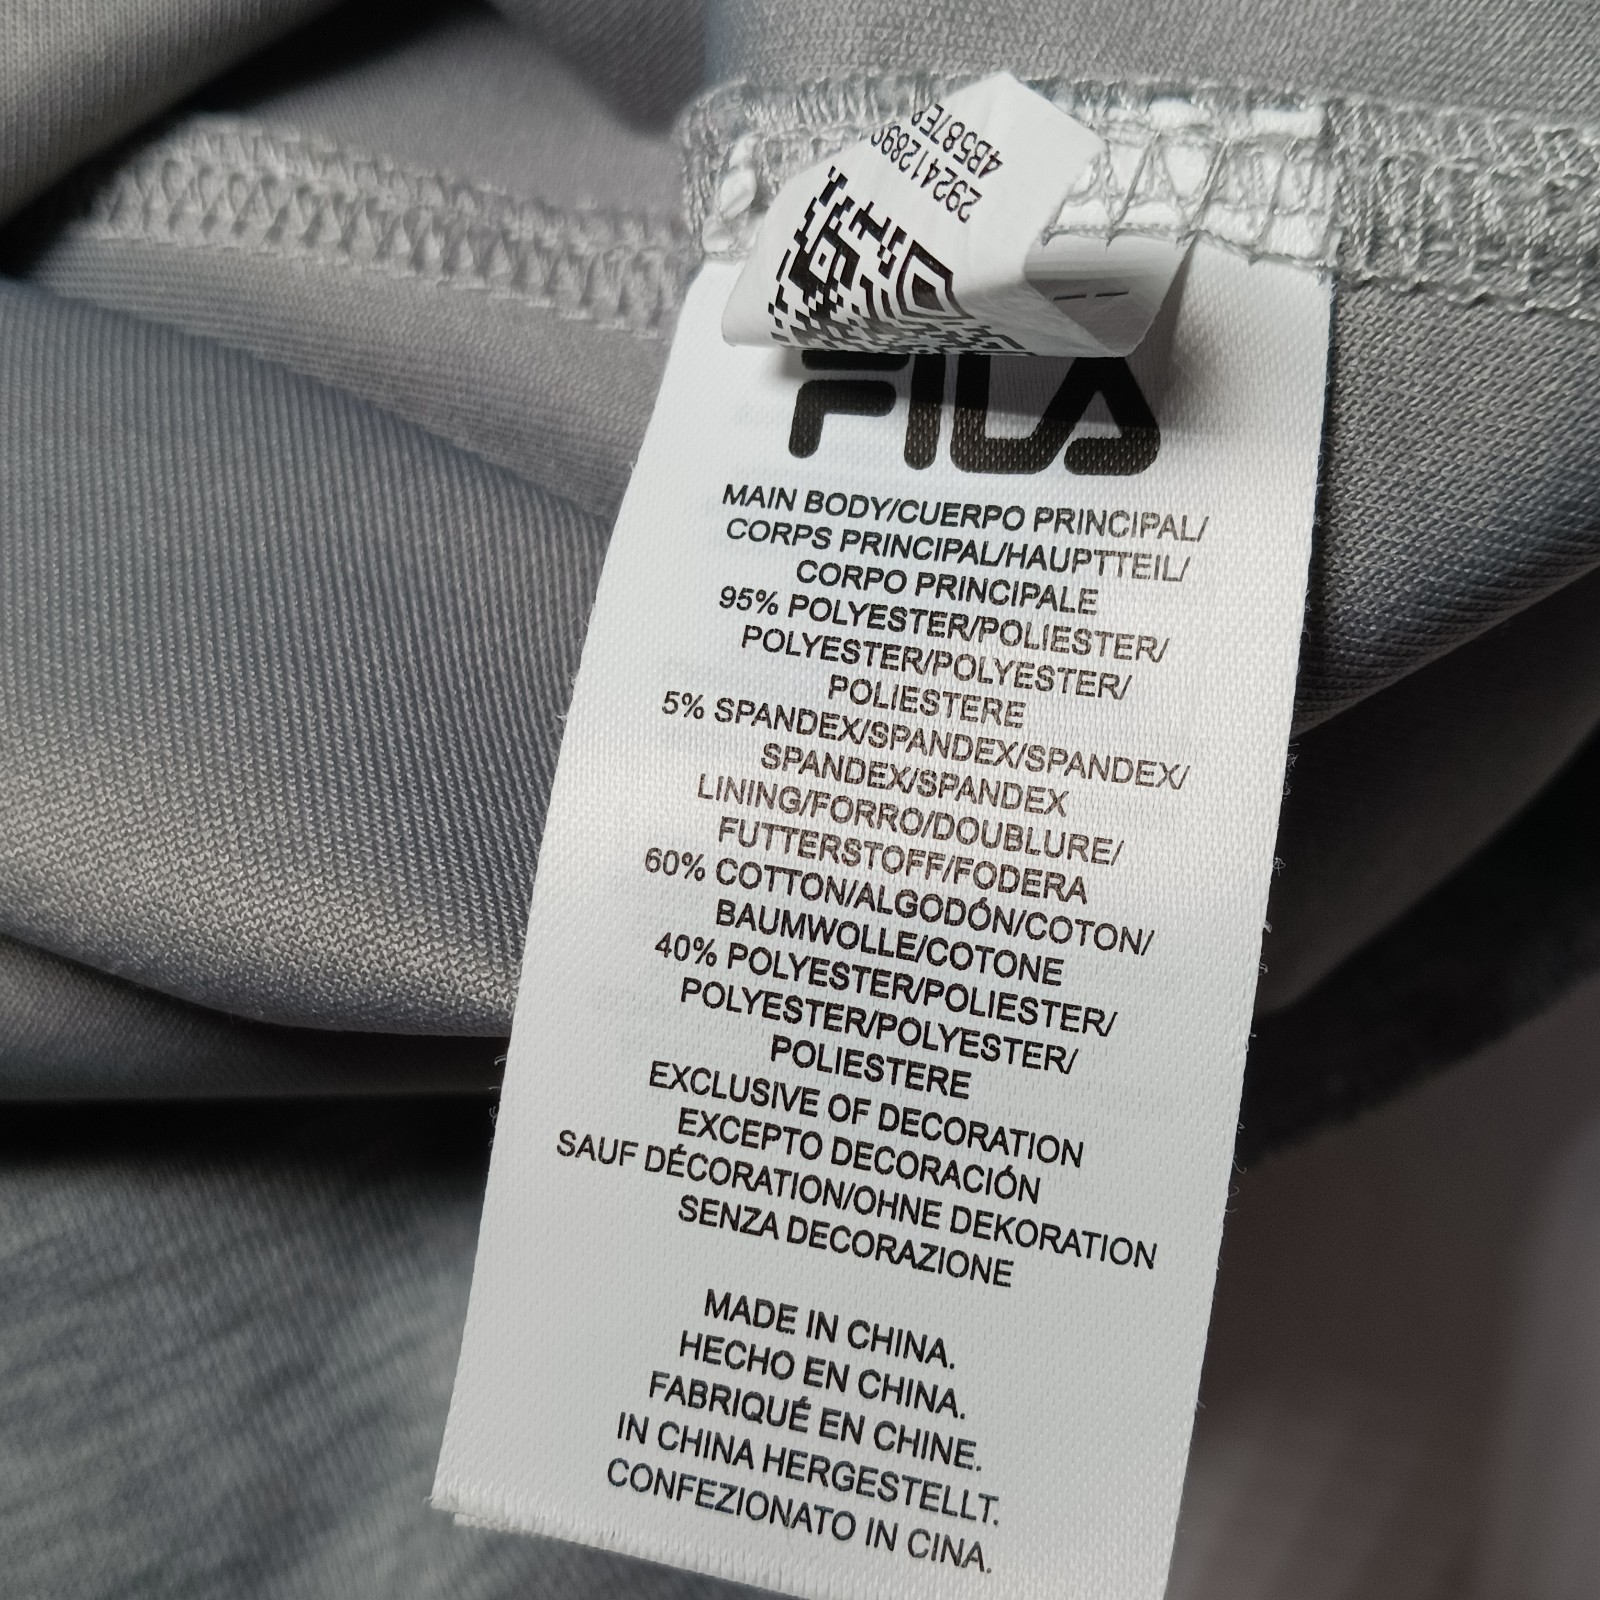 FILA
MAIN BODY/CUERPO PRINCIPAL/
CORPS PRINCIPAL/HAUPTTEIL/
CORPO PRINCIPALE
95% POLYESTER/POLIESTER/
POLYESTER/POLYESTER/
POLIESTERE
5% SPANDEX/SPANDEX/SPANDEX/
SPANDEX/SPANDEX
LINING/FORRO/DOUBLURE/
FUTTERSTOFF/FODERA
60% COTTON/ALGODÓN/COTON/
BAUMWOLLE/COTONE
40% POLYESTER/POLIESTER/
POLYESTER/POLYESTER/
POLIESTERE
EXCLUSIVE OF DECORATION
EXCEPTO DECORACIÓN
SAUF DÉCORATION/OHNE DEKORATION
SENZA DECORAZIONE
MADE IN CHINA.
HECHO EN CHINA.
FABRIQUÉ EN CHINE.
IN CHINA HERGESTELLT.
CONFEZIONATO IN CINA.